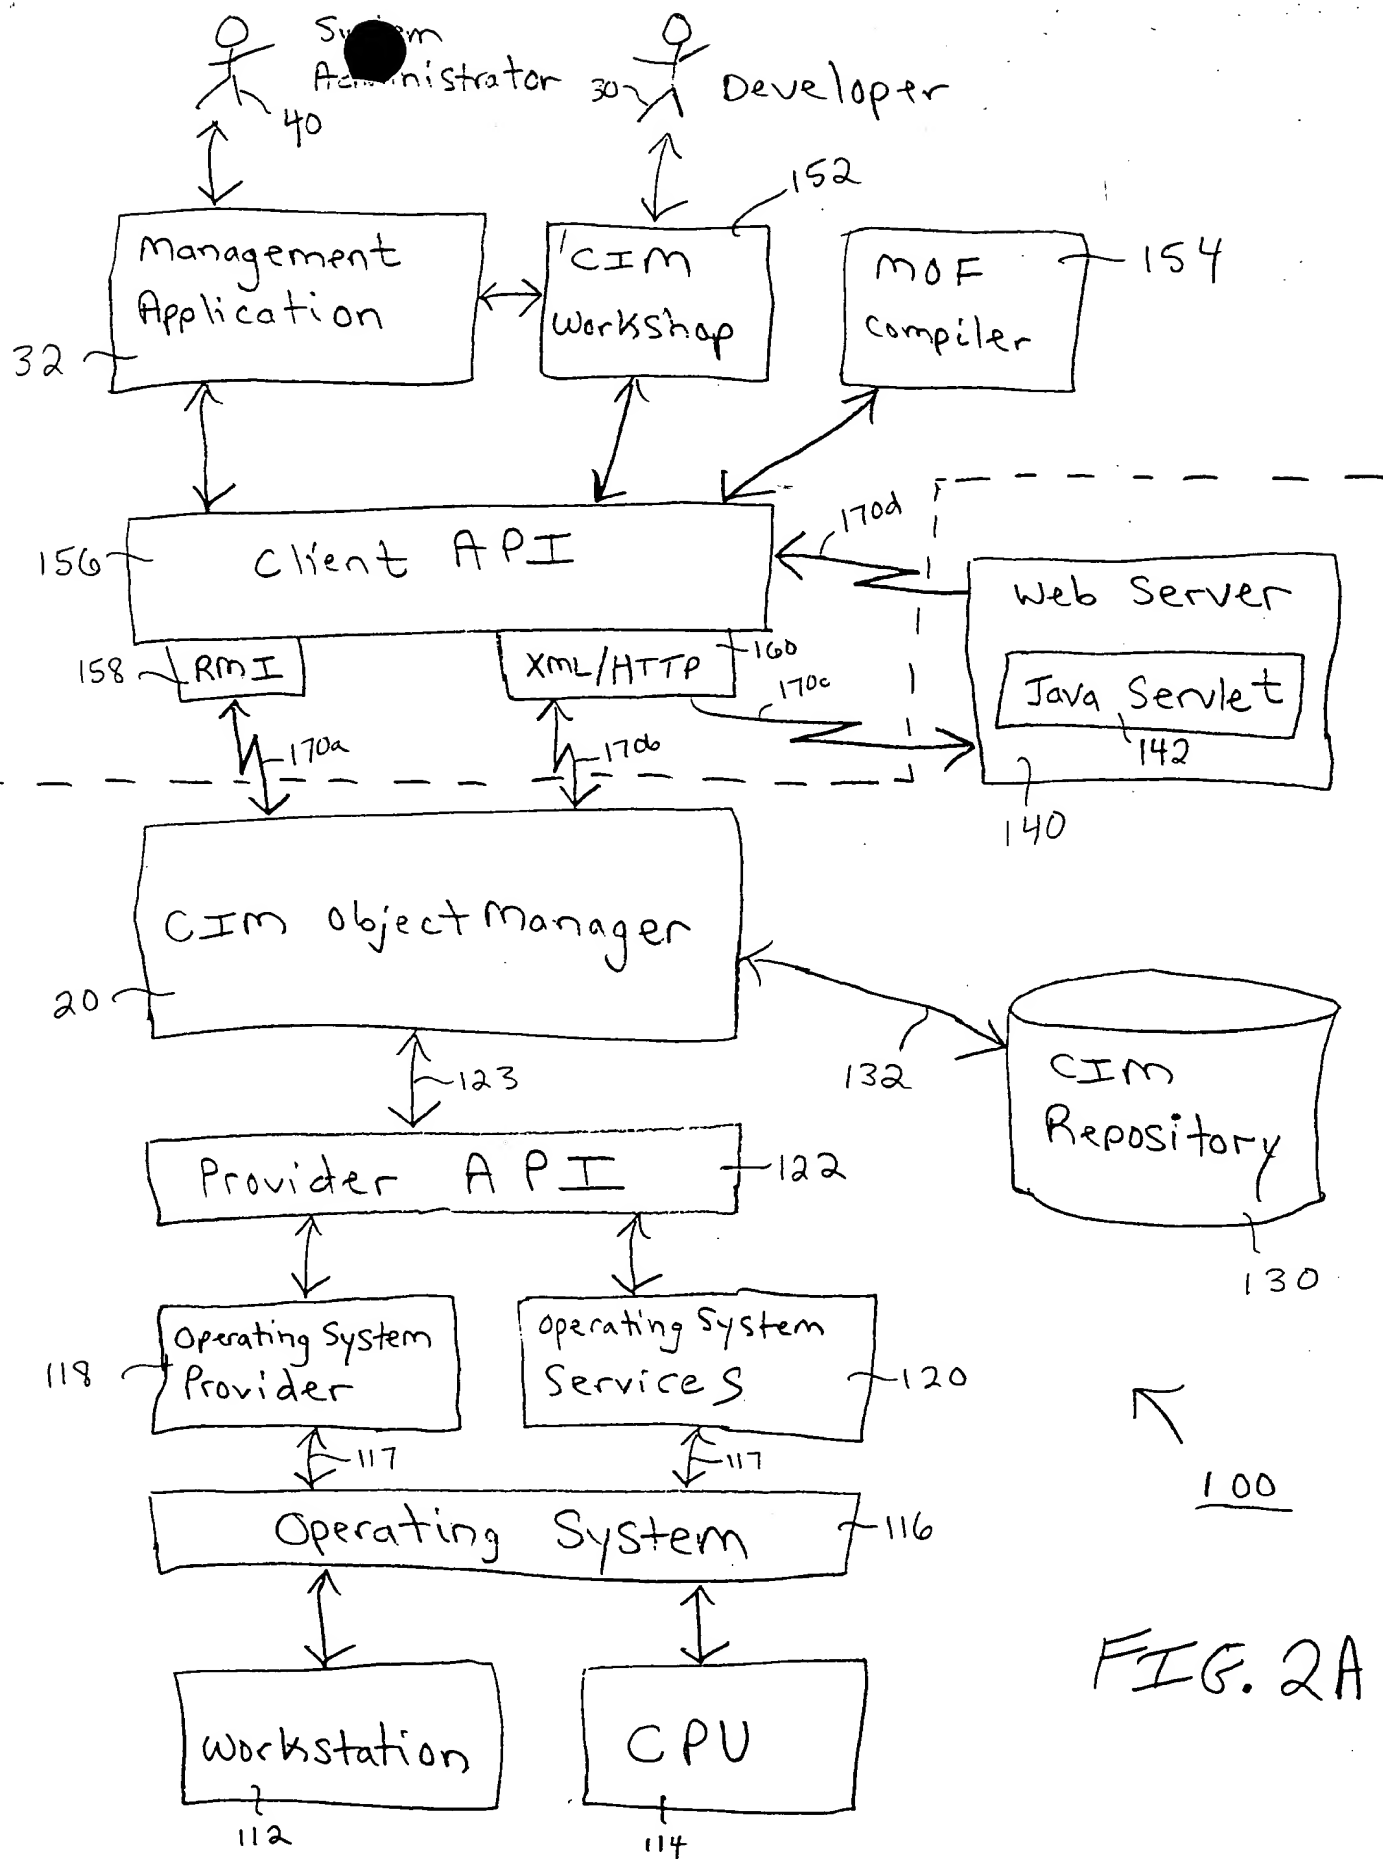 Administrator
40
30
Developer
152
Management
Application
32
CIM
Workshop
MOF
Compiler
154
156
Client API
170d
Web Server
158
RMI
XML/HTTP
160
170c
Java Servlet
142
170a
170b
140
CIM Object Manager
20
132
CIM
Repository
130
123
Provider API
122
Operating System
Provider
118
Operating System
Services
120
117
117
100
Operating System
116
FIG. 2A
Workstation
112
CPU
114